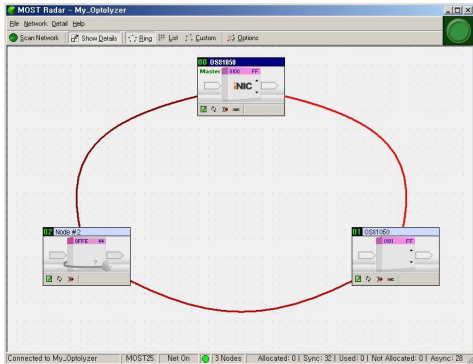 MOST Radar - My_Optolyzer
File Network Detail Help
Scan Network Show Details Ring List Custom Options
00 OS81050
Master 0100 FF
iNIC
02 Node #2
0FFE 44
?
01 OS81050
0101 FF
Connected to My_Optolyzer MOST25 Net On 3 Nodes Allocated: 0 | Sync: 32 | Used: 0 | Not Allocated: 0 | Async: 28